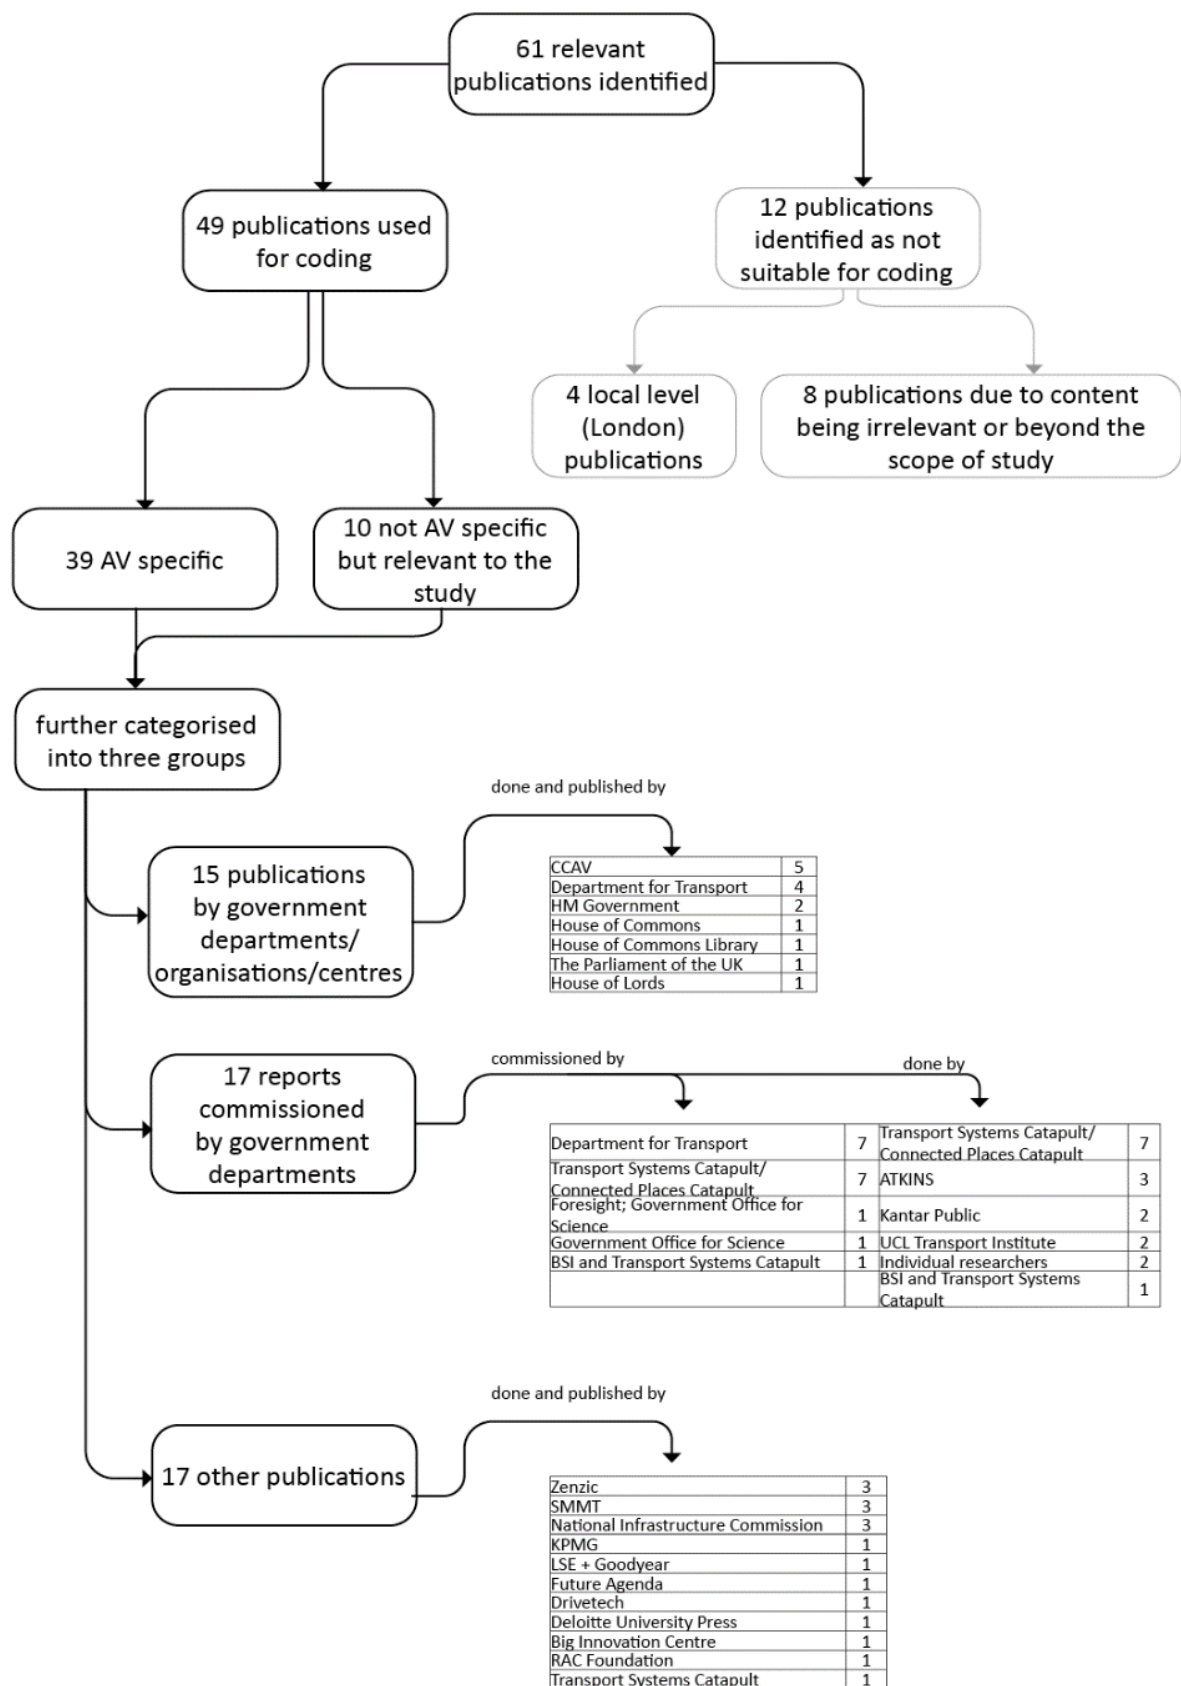 61 relevant
publications identified
49 publications used
for coding
12 publications
identified as not
suitable for coding
4 local level
(London)
publications
8 publications due to content
being irrelevant or beyond the
scope of study
39 AV specific
10 not AV specific
but relevant to the
study
further categorised
into three groups
done and published by
15 publications
by government
departments/
organisations/centres
CCAV 5
Department for Transport 4
HM Government 2
House of Commons 1
House of Commons Library 1
The Parliament of the UK 1
House of Lords 1
17 reports
commissioned
by government
departments
commissioned by
done by
Department for Transport 7
Transport Systems Catapult/
Connected Places Catapult 7
Transport Systems Catapult/
Connected Places Catapult 7
ATKINS 3
Foresight; Government Office for
Science 1
Kantar Public 2
Government Office for Science 1
UCL Transport Institute 2
BSI and Transport Systems Catapult 1
Individual researchers 2
BSI and Transport Systems
Catapult 1
done and published by
17 other publications
Zenzic 3
SMMT 3
National Infrastructure Commission 3
KPMG 1
LSE + Goodyear 1
Future Agenda 1
Drivetech 1
Deloitte University Press 1
Big Innovation Centre 1
RAC Foundation 1
Transport Systems Catapult 1